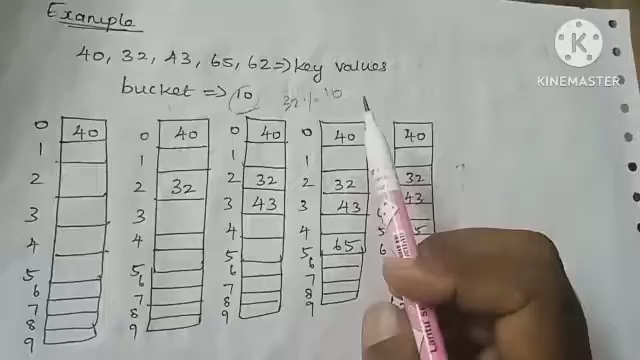 Example
40, 32, 43, 65, 62 => key values
bucket => 10 32 % 10
KINEMASTER
0 40 0 40 0 40 0 40 40
1 1 1 1
2 2 32 2 32 2 32 32
3 3 3 43 3 43 43
4 4 4 4
5 5 5 5 65 5 5
6 6 6 6 6
7 7 7 7
8 8 8 8
9 9 9 9